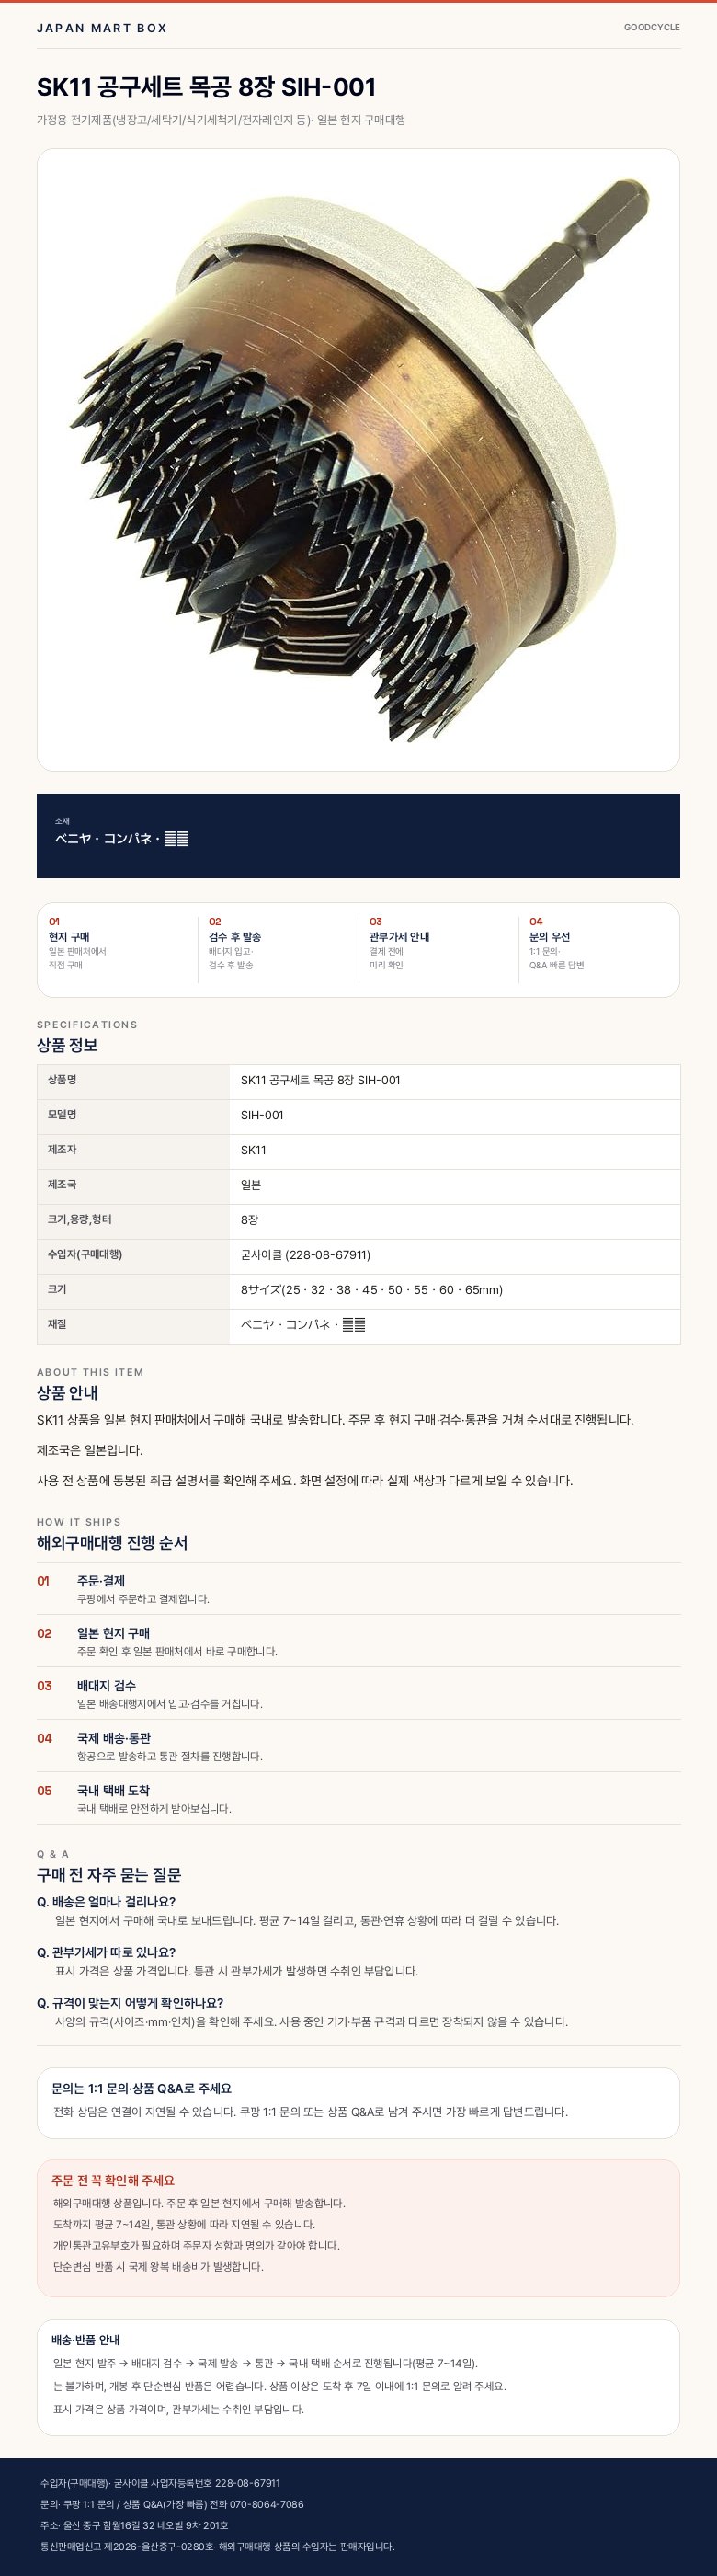 JAPAN MART BOX
GOODCYCLE
SK11 공구세트 목공 8장 SIH-001
가정용 전기제품(냉장고/세탁기/식기세척기/전자레인지 등)· 일본 현지 구매대행
소재
ベニヤ・コンパネ・
01
현지 구매
일본 판매처에서
직접 구매
02
검수 후 발송
배대지 입고·
검수 후 발송
03
관부가세 안내
결제 전에
미리 확인
04
문의 우선
1:1 문의·
Q&A 빠른 답변
SPECIFICATIONS
상품 정보
상품명 SK11 공구세트 목공 8장 SIH-001
모델명 SIH-001
제조자 SK11
제조국 일본
크기,용량,형태 8장
수입자(구매대행) 굳사이클 (228-08-67911)
크기 8サイズ(25・32・38・45・50・55・60・65mm)
재질 ベニヤ・コンパネ・
ABOUT THIS ITEM
상품 안내
SK11 상품을 일본 현지 판매처에서 구매해 국내로 발송합니다. 주문 후 현지 구매·검수·통관을 거쳐 순서대로 진행됩니다.
제조국은 일본입니다.
사용 전 상품에 동봉된 취급 설명서를 확인해 주세요. 화면 설정에 따라 실제 색상과 다르게 보일 수 있습니다.
HOW IT SHIPS
해외구매대행 진행 순서
01 주문·결제
쿠팡에서 주문하고 결제합니다.
02 일본 현지 구매
주문 확인 후 일본 판매처에서 바로 구매합니다.
03 배대지 검수
일본 배송대행지에서 입고·검수를 거칩니다.
04 국제 배송·통관
항공으로 발송하고 통관 절차를 진행합니다.
05 국내 택배 도착
국내 택배로 안전하게 받아보십니다.
Q & A
구매 전 자주 묻는 질문
Q. 배송은 얼마나 걸리나요?
일본 현지에서 구매해 국내로 보내드립니다. 평균 7~14일 걸리고, 통관·연휴 상황에 따라 더 걸릴 수 있습니다.
Q. 관부가세가 따로 있나요?
표시 가격은 상품 가격입니다. 통관 시 관부가세가 발생하면 수취인 부담입니다.
Q. 규격이 맞는지 어떻게 확인하나요?
사양의 규격(사이즈·mm·인치)을 확인해 주세요. 사용 중인 기기·부품 규격과 다르면 장착되지 않을 수 있습니다.
문의는 1:1 문의·상품 Q&A로 주세요
전화 상담은 연결이 지연될 수 있습니다. 쿠팡 1:1 문의 또는 상품 Q&A로 남겨 주시면 가장 빠르게 답변드립니다.
주문 전 꼭 확인해 주세요
해외구매대행 상품입니다. 주문 후 일본 현지에서 구매해 발송합니다.
도착까지 평균 7~14일, 통관 상황에 따라 지연될 수 있습니다.
개인통관고유부호가 필요하며 주문자 성함과 명의가 같아야 합니다.
단순변심 반품 시 국제 왕복 배송비가 발생합니다.
배송·반품 안내
일본 현지 발주 → 배대지 검수 → 국제 발송 → 통관 → 국내 택배 순서로 진행됩니다(평균 7~14일).
는 불가하며, 개봉 후 단순변심 반품은 어렵습니다. 상품 이상은 도착 후 7일 이내에 1:1 문의로 알려 주세요.
표시 가격은 상품 가격이며, 관부가세는 수취인 부담입니다.
수입자(구매대행)· 굳사이클 사업자등록번호 228-08-67911
문의· 쿠팡 1:1 문의 / 상품 Q&A(가장 빠름) 전화 070-8064-7086
주소· 울산 중구 함월16길 32 네오빌 9차 201호
통신판매업신고 제2026-울산중구-0280호· 해외구매대행 상품의 수입자는 판매자입니다.